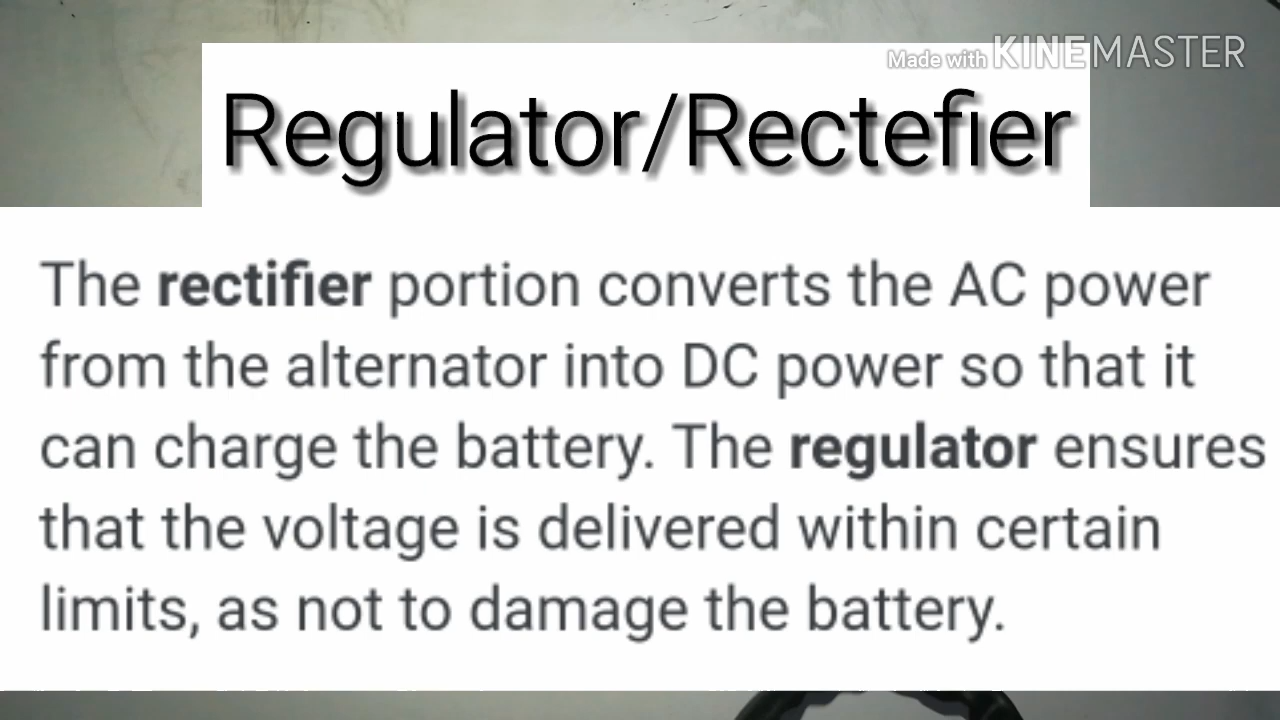 Made with KINEMASTER
Regulator/Rectefier
The rectifier portion converts the AC power
from the alternator into DC power so that it
can charge the battery. The regulator ensures
that the voltage is delivered within certain
limits, as not to damage the battery.